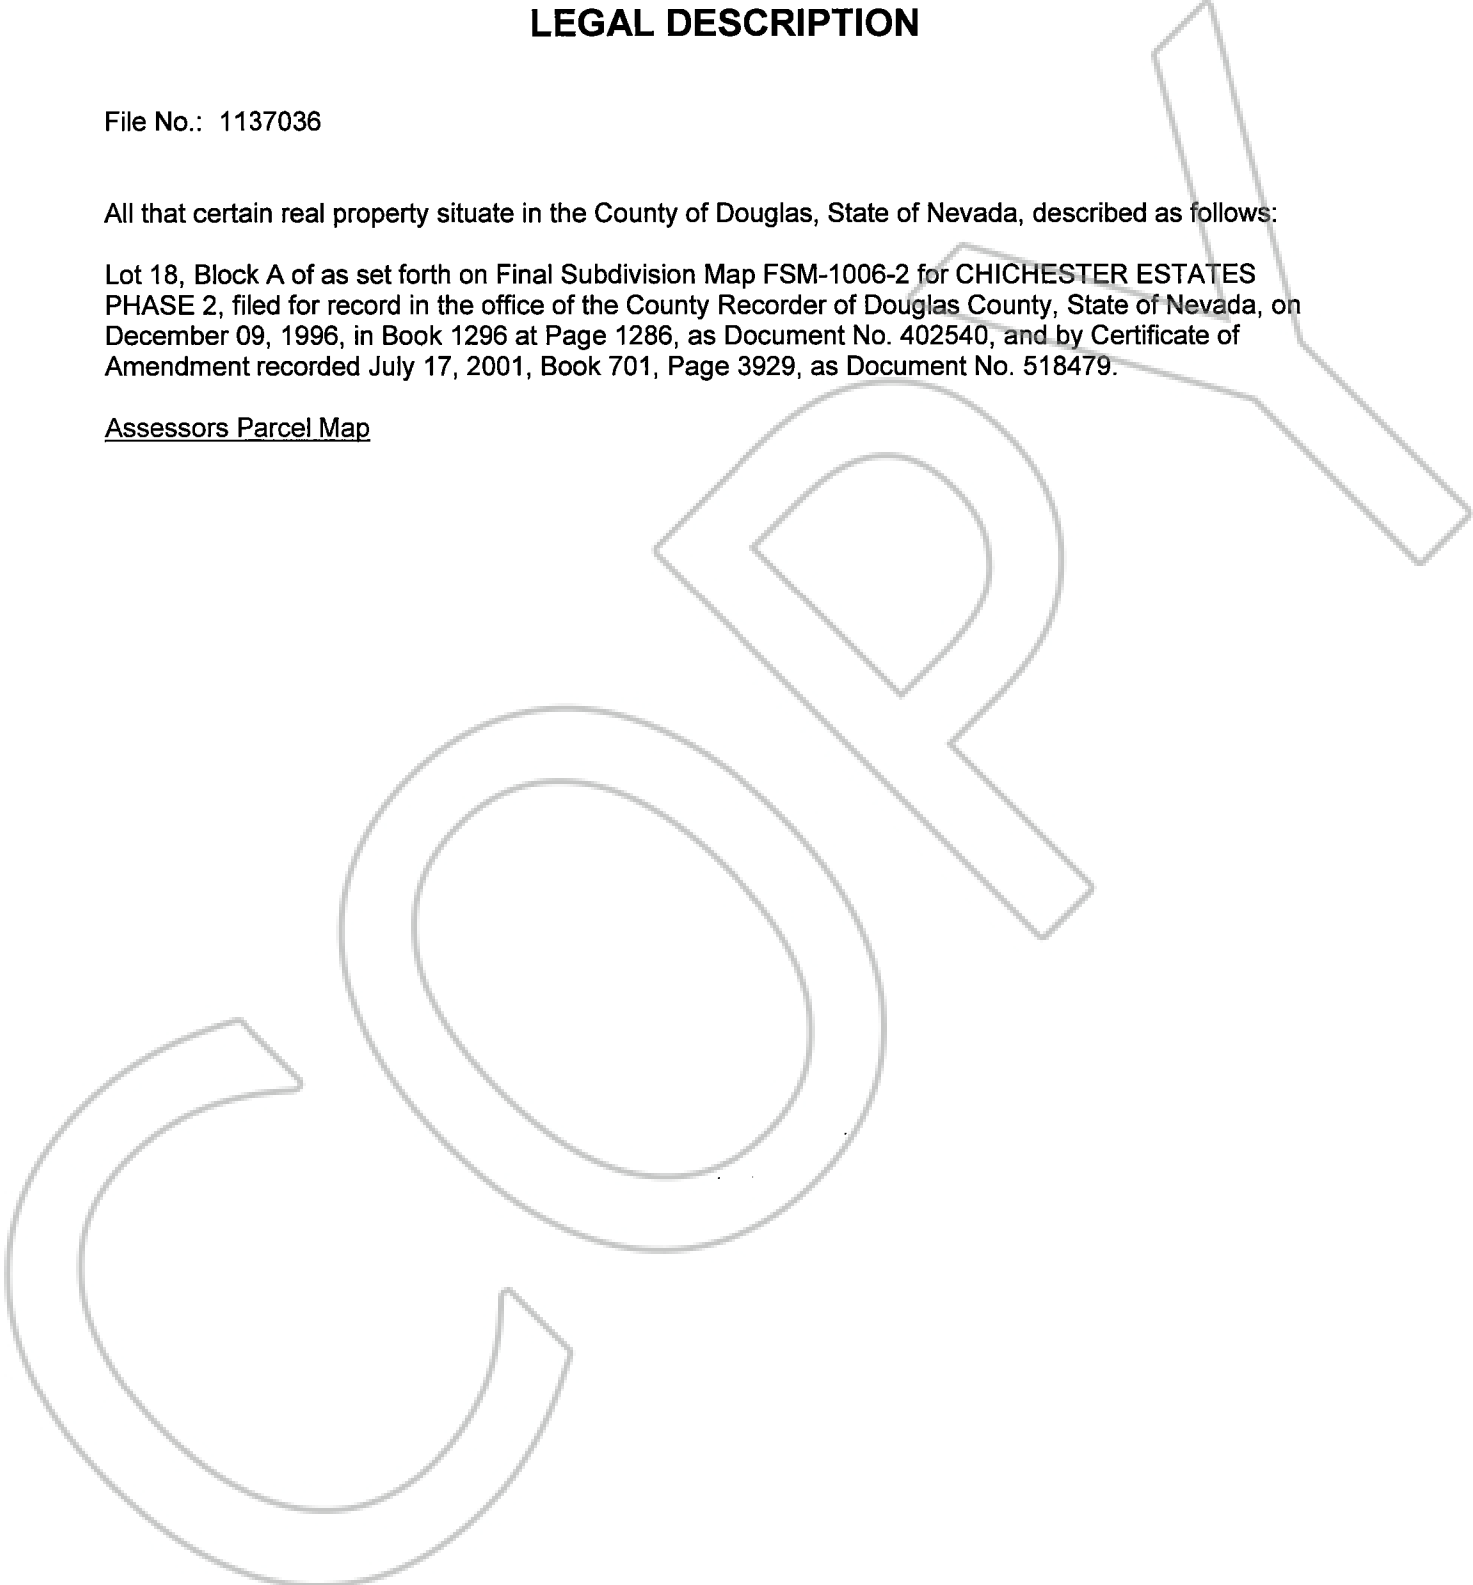 LEGAL DESCRIPTION
File No.: 1137036
All that certain real property situate in the County of Douglas, State of Nevada, described as follows:
Lot 18, Block A of as set forth on Final Subdivision Map FSM-1006-2 for CHICHESTER ESTATES
PHASE 2, filed for record in the office of the County Recorder of Douglas County, State of Nevada, on
December 09, 1996, in Book 1296 at Page 1286, as Document No. 402540, and by Certificate of
Amendment recorded July 17, 2001, Book 701, Page 3929, as Document No. 518479.
Assessors Parcel Map
COPY